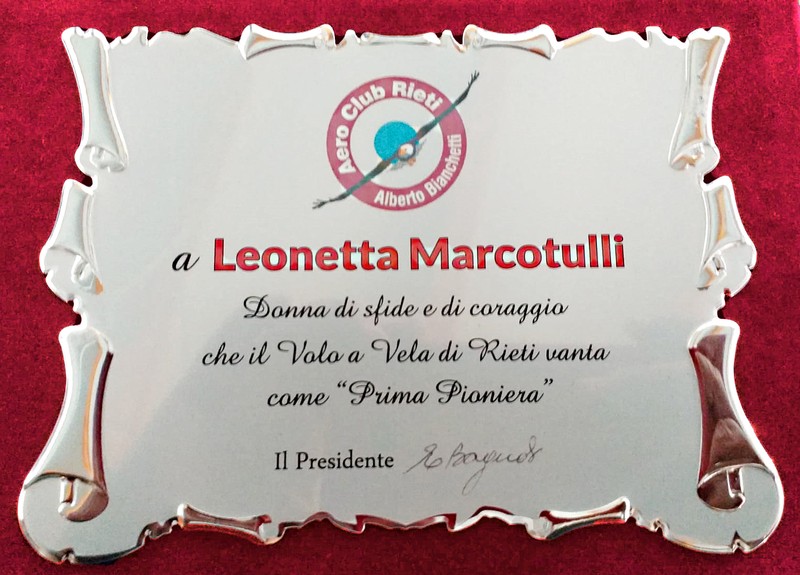 Aero Club Rieti
Alberto Bianchetti
a Leonetta Marcotulli
Donna di sfide e di coraggio
che il Volo a Vela di Rieti vanta
come “Prima Pioniera”
Il Presidente